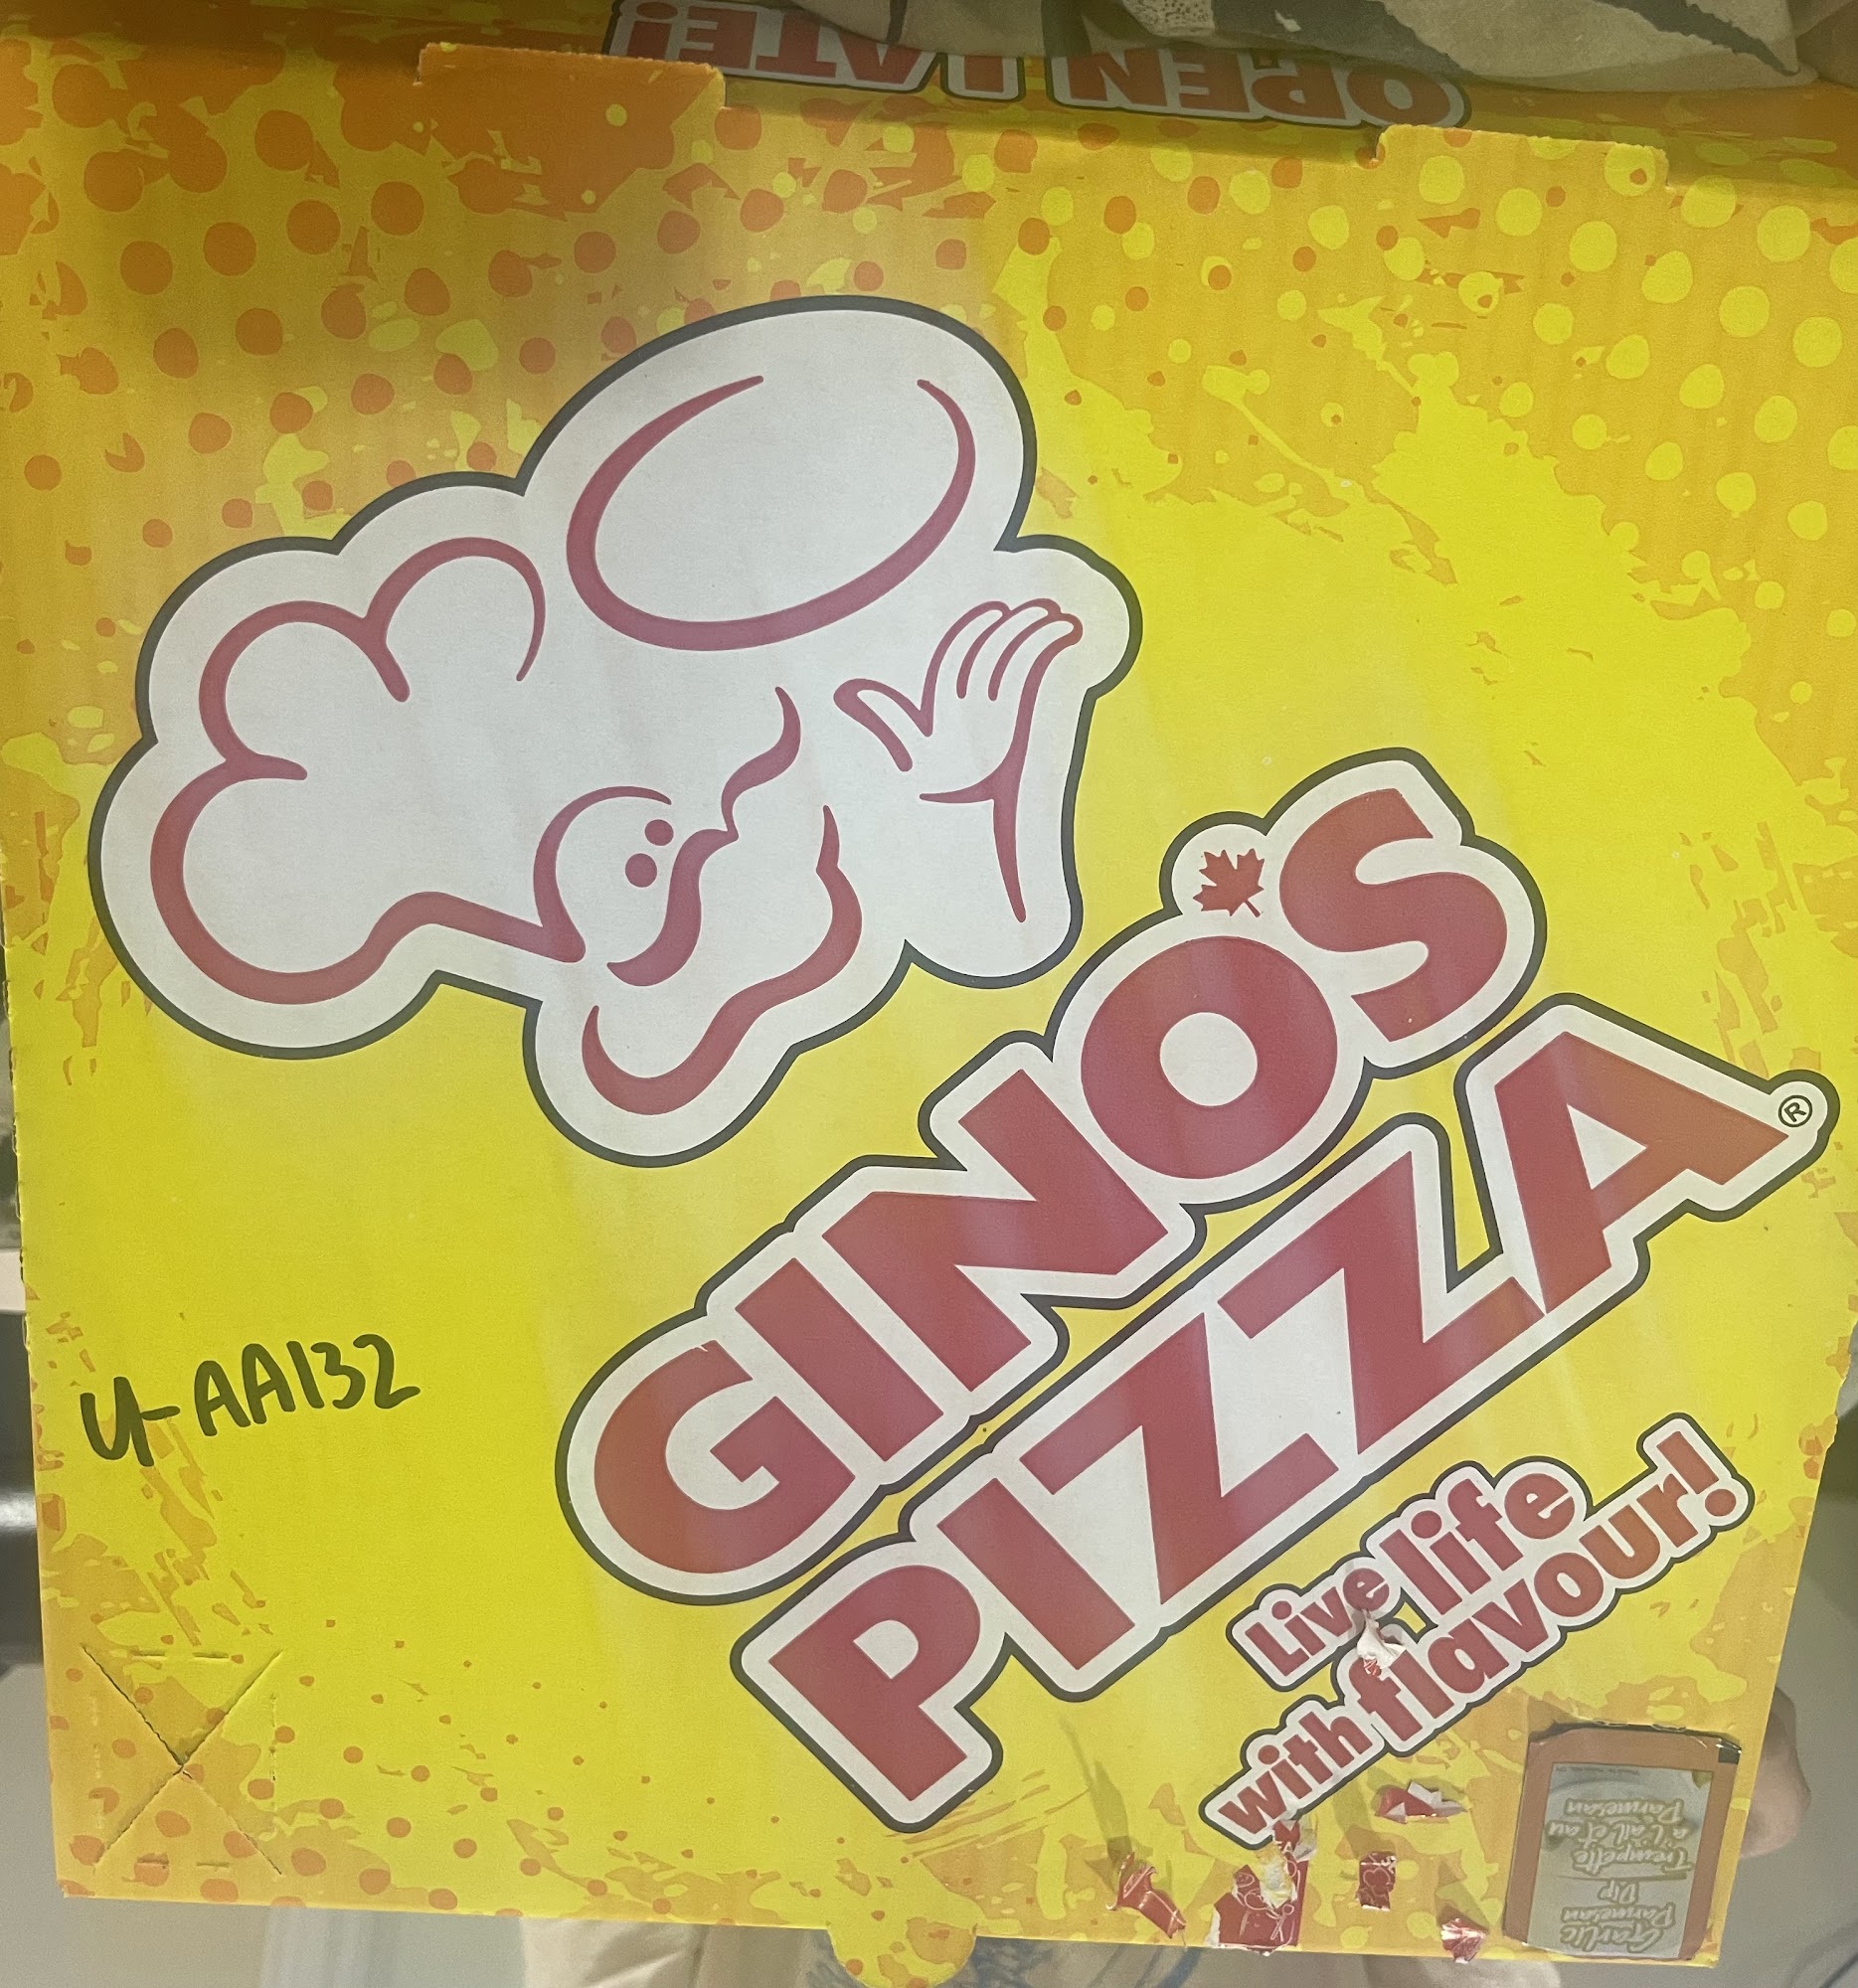 OPEN LATE!
GINO'S
PIZZA®
Live life
with flavour!
U-AA132
Garlic
Parmesan
Dip
Trempette
à l'ail et au
Parmesan